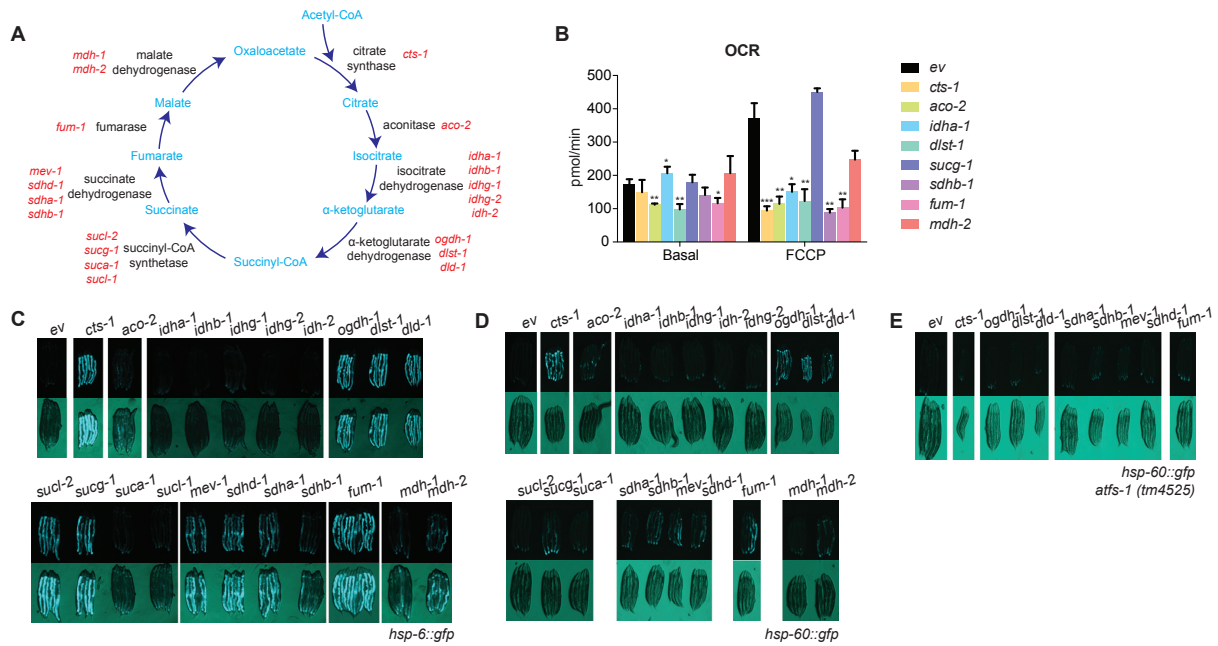 A
Acetyl-CoA
mdh-1
mdh-2
malate
dehydrogenase
Oxaloacetate
citrate
synthase
cts-1
Malate
Citrate
fum-1
fumarase
aconitase
aco-2
Fumarate
Isocitrate
mev-1
sdhd-1
sdha-1
sdhb-1
succinate
dehydrogenase
isocitrate
dehydrogenase
idha-1
idhb-1
idhg-1
idhg-2
idh-2
Succinate
α-ketoglutarate
sucl-2
sucg-1
suca-1
sucl-1
succinyl-CoA
synthetase
Succinyl-CoA
α-ketoglutarate
dehydrogenase
ogdh-1
dlst-1
dld-1
B
OCR
pmol/min
500
400
300
200
100
0
* ** ** *
*** ** * ** ** **
Basal FCCP
ev
cts-1
aco-2
idha-1
dlst-1
sucg-1
sdhb-1
fum-1
mdh-2
C
ev cts-1 aco-2 idha-1 idhb-1 idhg-1 idhg-2 idh-2 ogdh-1 dlst-1 dld-1
sucl-2 sucg-1 suca-1 sucl-1 mev-1 sdhd-1 sdha-1 sdhb-1 fum-1 mdh-1 mdh-2
hsp-6::gfp
D
ev cts-1 aco-2 idha-1 idhb-1 idhg-1 idh-2 idhg-2 ogdh-1 dlst-1 dld-1
sucl-2 sucg-1 suca-1 sdha-1 sdhb-1 mev-1 sdhd-1 fum-1 mdh-1 mdh-2
hsp-60::gfp
E
ev cts-1 ogdh-1 dlst-1 dld-1 sdha-1 sdhb-1 mev-1 sdhd-1 fum-1
hsp-60::gfp
atfs-1 (tm4525)